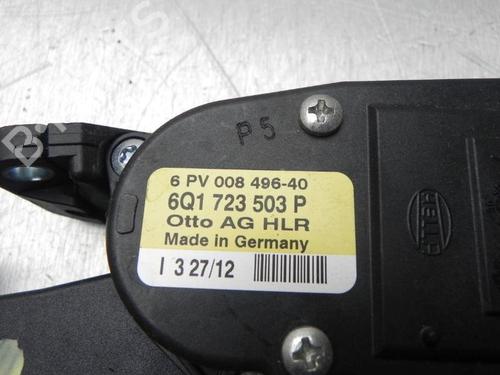 P5
6 PV 008 496-40
6Q1 723 503 P
Otto AG HLR
Made in Germany
I 3 27/12
HELLA